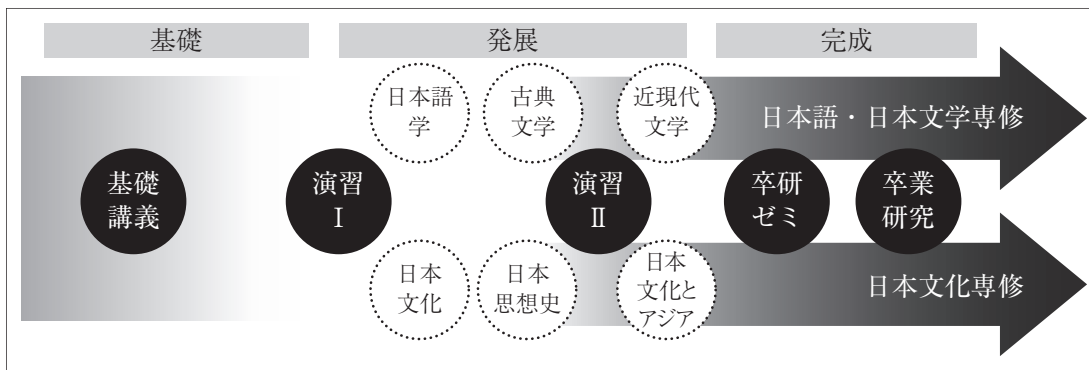 基礎
発展
完成
日本語
学
古典
文学
近現代
文学
日本語・日本文学専修
基礎
講義
演習
Ⅰ
演習
Ⅱ
卒研
ゼミ
卒業
研究
日本
文化
日本
思想史
日本
文化と
アジア
日本文化専修